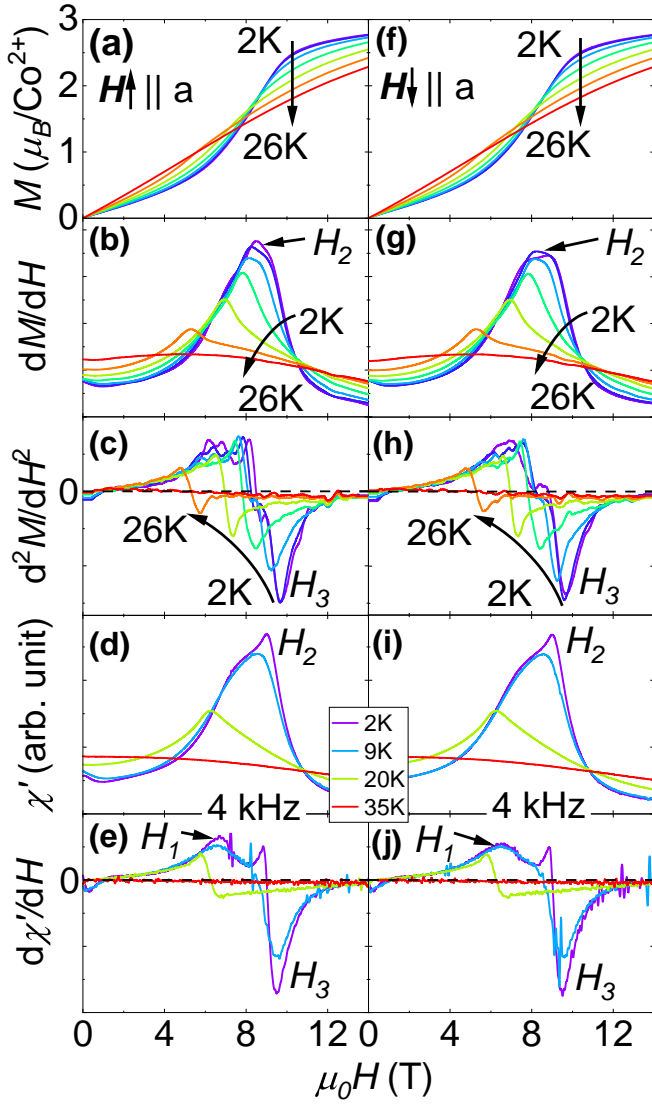 (a)
2K
H↑ || a
26K
3
2
1
0
M (μB/Co2+)
(f)
2K
H↓ || a
26K
(b)
H2
2K
26K
dM/dH
(g)
H2
2K
26K
(c)
0
26K
2K
H3
d2M/dH2
(h)
26K
2K
H3
(d)
H2
4 kHz
χ′ (arb. unit)
(i)
H2
4 kHz
2K
9K
20K
35K
(e)
H1
0
H3
dχ′/dH
(j)
H1
H3
0 4 8 12 0 4 8 12
μ0H (T)